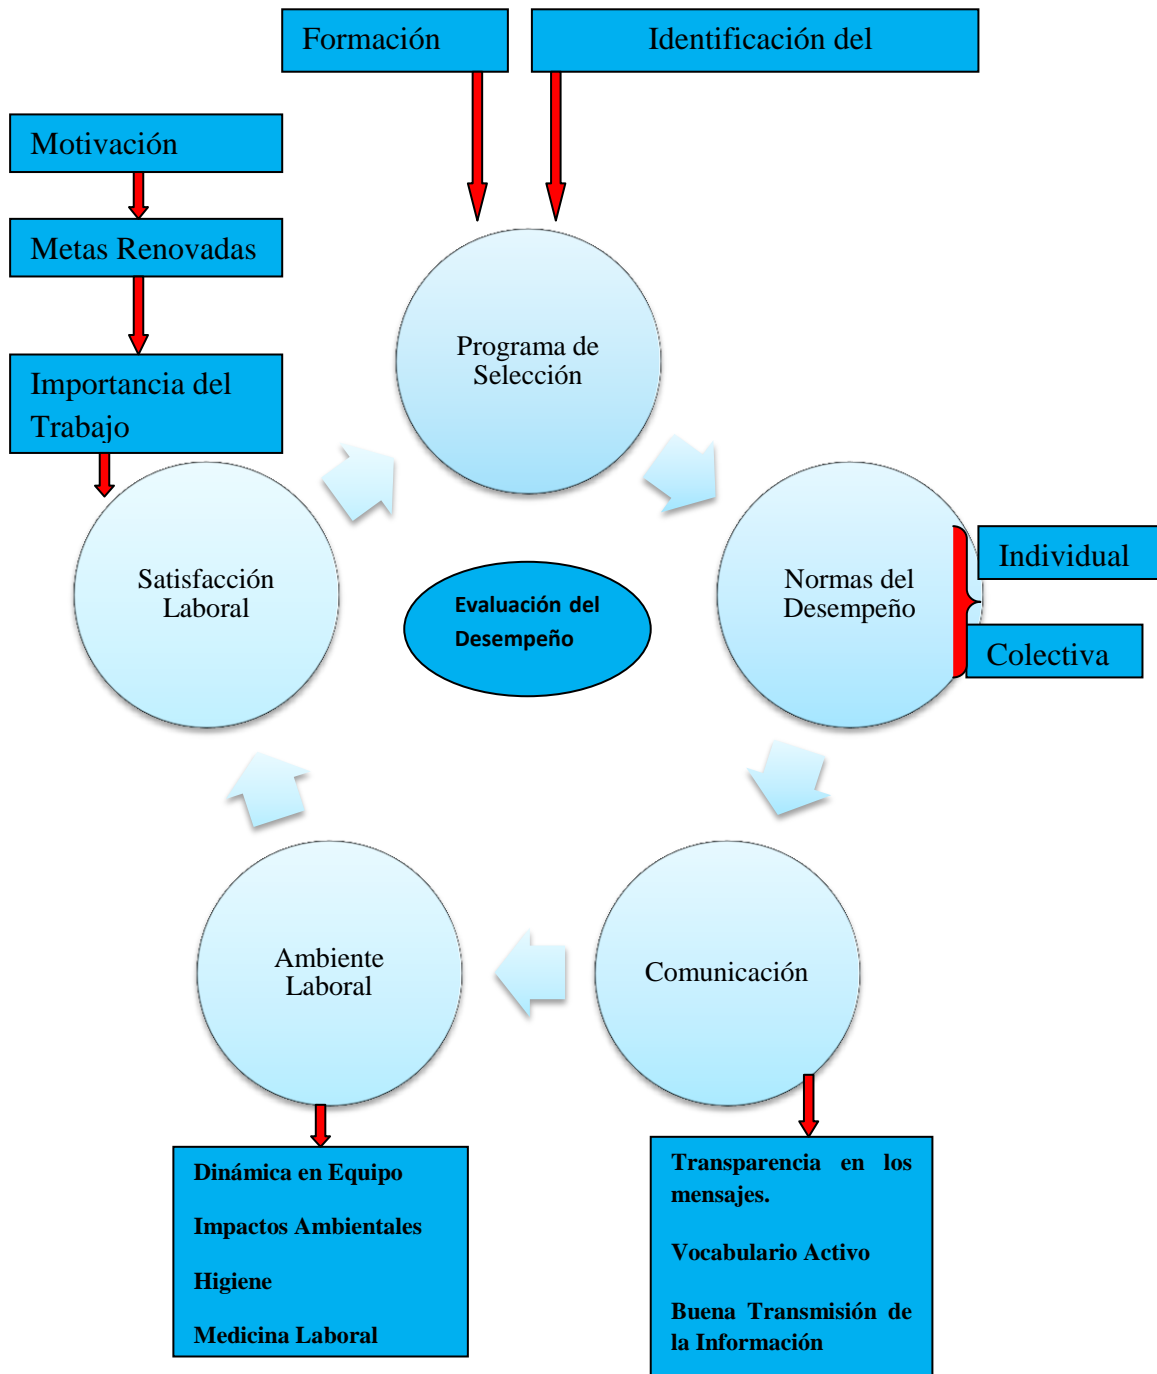 Formación
Identificación del
Motivación
Metas Renovadas
Importancia del
Trabajo
Programa de
Selección
Satisfacción
Laboral
Evaluación del
Desempeño
Normas del
Desempeño
Individual
Colectiva
Ambiente
Laboral
Comunicación
Dinámica en Equipo
Impactos Ambientales
Higiene
Medicina Laboral
Transparencia en los
mensajes.
Vocabulario Activo
Buena Transmisión de
la Información